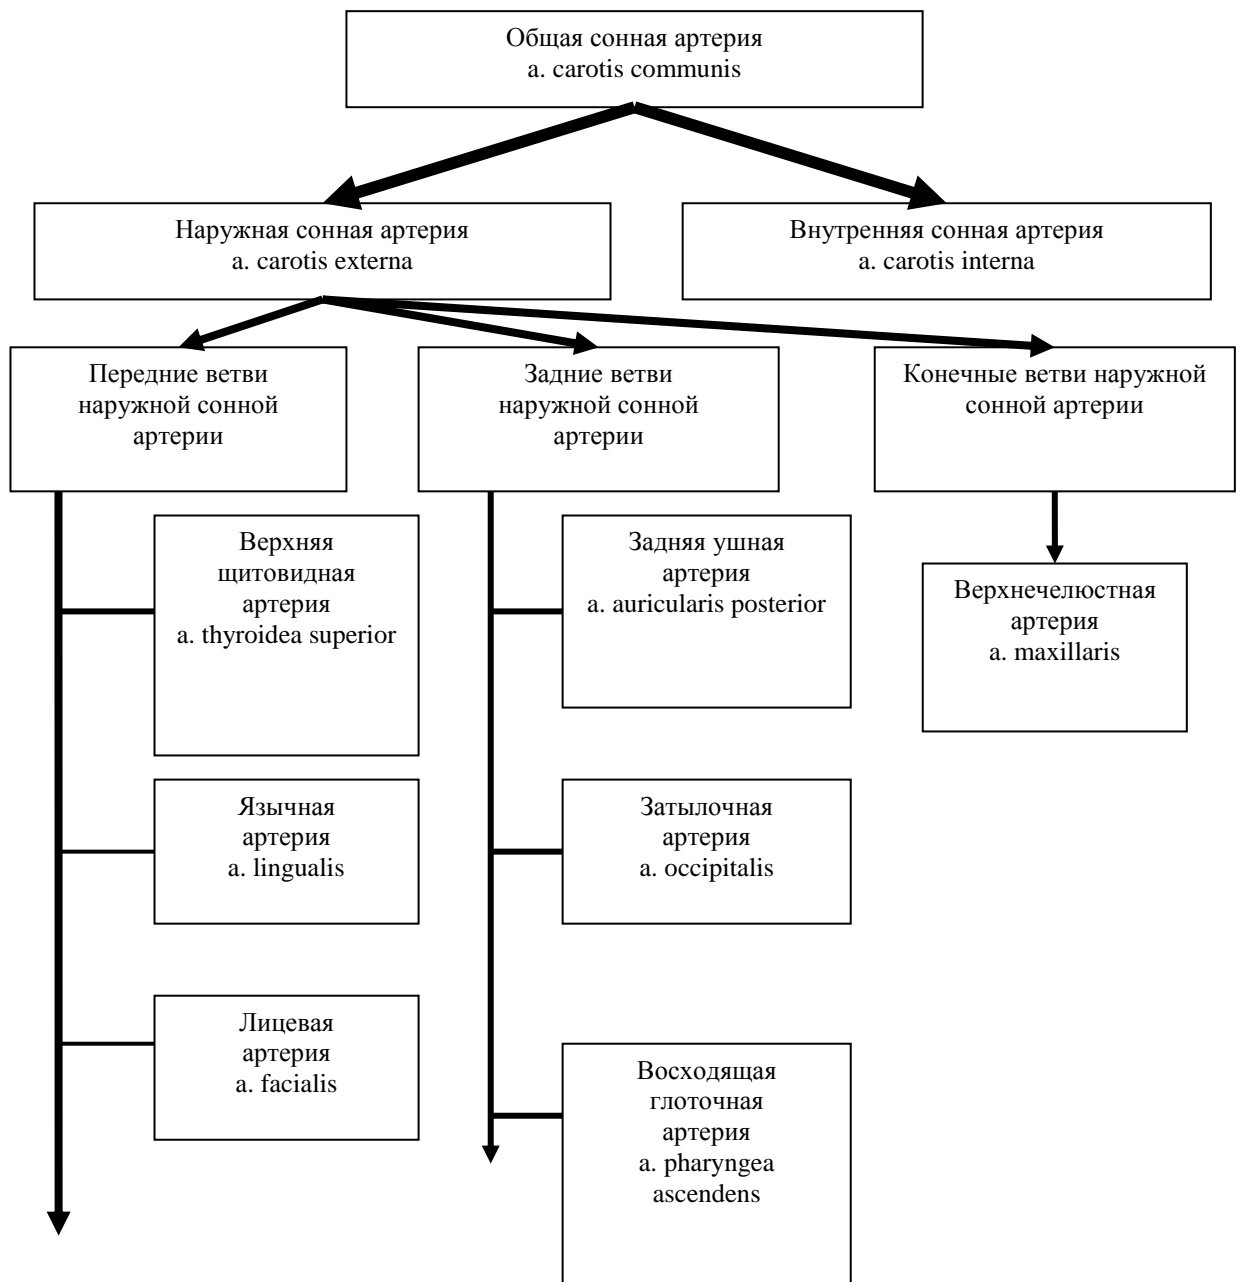 Общая сонная артерия
a. carotis communis
Наружная сонная артерия
a. carotis externa
Внутренняя сонная артерия
a. carotis interna
Передние ветви
наружной сонной
артерии
Задние ветви
наружной сонной
артерии
Конечные ветви наружной
сонной артерии
Верхняя
щитовидная
артерия
a. thyroidea superior
Задняя ушная
артерия
a. auricularis posterior
Верхнечелюстная
артерия
a. maxillaris
Язычная
артерия
a. lingualis
Затылочная
артерия
a. occipitalis
Лицевая
артерия
a. facialis
Восходящая
глоточная
артерия
a. pharyngea
ascendens